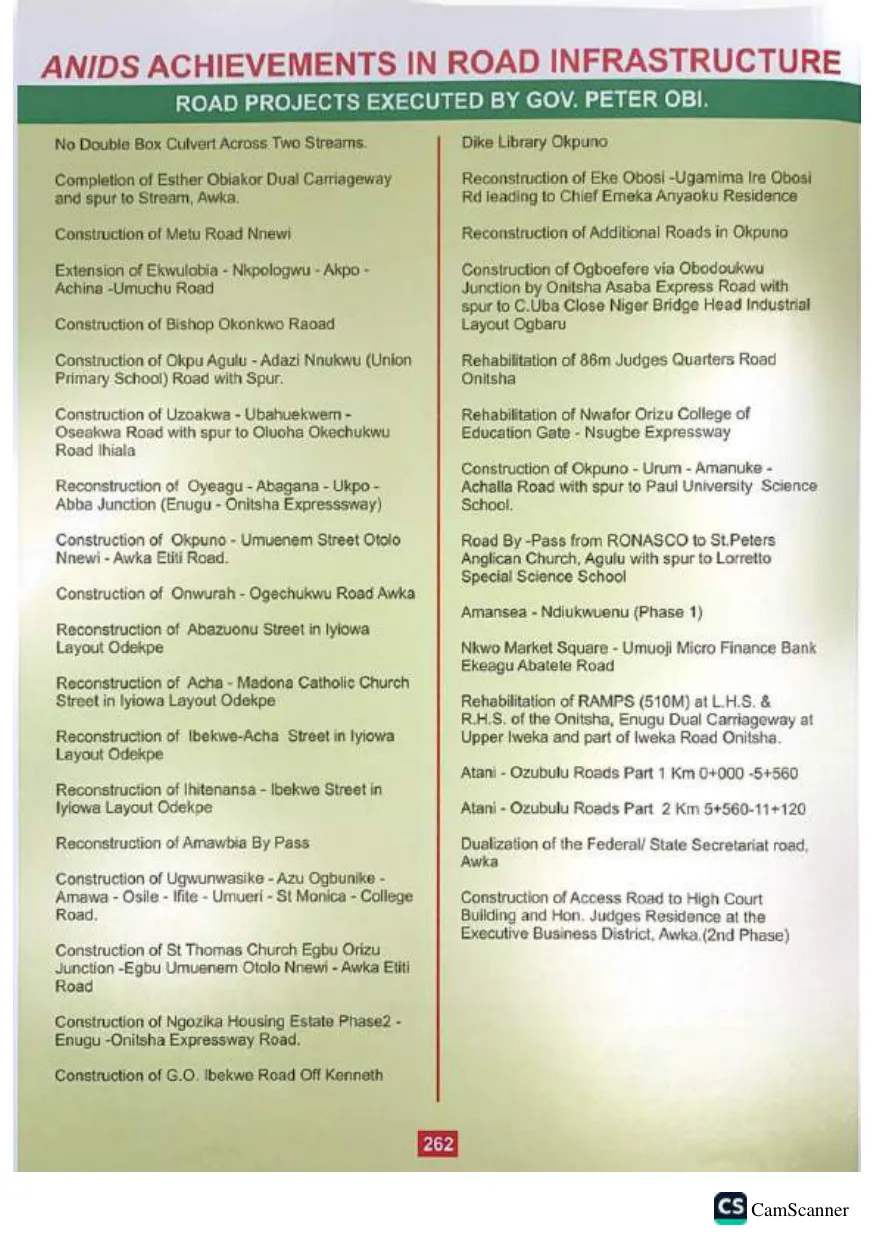 ANIDS ACHIEVEMENTS IN ROAD INFRASTRUCTURE
ROAD PROJECTS EXECUTED BY GOV. PETER OBI.
No Double Box Culvert Across Two Streams.
Completion of Esther Obiakor Dual Carriageway
and spur to Stream, Awka.
Construction of Metu Road Nnewi
Extension of Ekwulobia - Nkpologwu - Akpo -
Achina -Umuchu Road
Construction of Bishop Okonkwo Raoad
Construction of Okpu Agulu - Adazi Nnukwu (Union
Primary School) Road with Spur.
Construction of Uzoakwa - Ubahuekwem -
Oseakwa Road with spur to Oluoha Okechukwu
Road Ihiala
Reconstruction of Oyeagu - Abagana - Ukpo -
Abba Junction (Enugu - Onitsha Expresssway)
Construction of Okpuno - Umuenem Street Otolo
Nnewi - Awka Etiti Road.
Construction of Onwurah - Ogechukwu Road Awka
Reconstruction of Abazuonu Street in Iyiowa
Layout Odekpe
Reconstruction of Acha - Madona Catholic Church
Street in Iyiowa Layout Odekpe
Reconstruction of Ibekwe-Acha Street in Iyiowa
Layout Odekpe
Reconstruction of Ihitenansa - Ibekwe Street in
Iyiowa Layout Odekpe
Reconstruction of Amawbia By Pass
Construction of Ugwunwasike - Azu Ogbunike -
Amawa - Osile - Ifite - Umueri - St Monica - College
Road.
Construction of St Thomas Church Egbu Orizu
Junction -Egbu Umuenem Otolo Nnewi - Awka Etiti
Road
Construction of Ngozika Housing Estate Phase2 -
Enugu -Onitsha Expressway Road.
Construction of G.O. Ibekwe Road Off Kenneth
Dike Library Okpuno
Reconstruction of Eke Obosi -Ugamima Ire Obosi
Rd leading to Chief Emeka Anyaoku Residence
Reconstruction of Additional Roads in Okpuno
Construction of Ogboefere via Obodoukwu
Junction by Onitsha Asaba Express Road with
spur to C.Uba Close Niger Bridge Head Industrial
Layout Ogbaru
Rehabilitation of 86m Judges Quarters Road
Onitsha
Rehabilitation of Nwafor Orizu College of
Education Gate - Nsugbe Expressway
Construction of Okpuno - Urum - Amanuke -
Achalla Road with spur to Paul University Science
School.
Road By -Pass from RONASCO to St.Peters
Anglican Church, Agulu with spur to Lorretto
Special Science School
Amansea - Ndiukwuenu (Phase 1)
Nkwo Market Square - Umuoji Micro Finance Bank
Ekeagu Abatete Road
Rehabilitation of RAMPS (510M) at L.H.S. &
R.H.S. of the Onitsha, Enugu Dual Carriageway at
Upper Iweka and part of Iweka Road Onitsha.
Atani - Ozubulu Roads Part 1 Km 0+000 -5+560
Atani - Ozubulu Roads Part 2 Km 5+560-11+120
Dualization of the Federal/ State Secretariat road,
Awka
Construction of Access Road to High Court
Building and Hon. Judges Residence at the
Executive Business District, Awka.(2nd Phase)
262
CS CamScanner